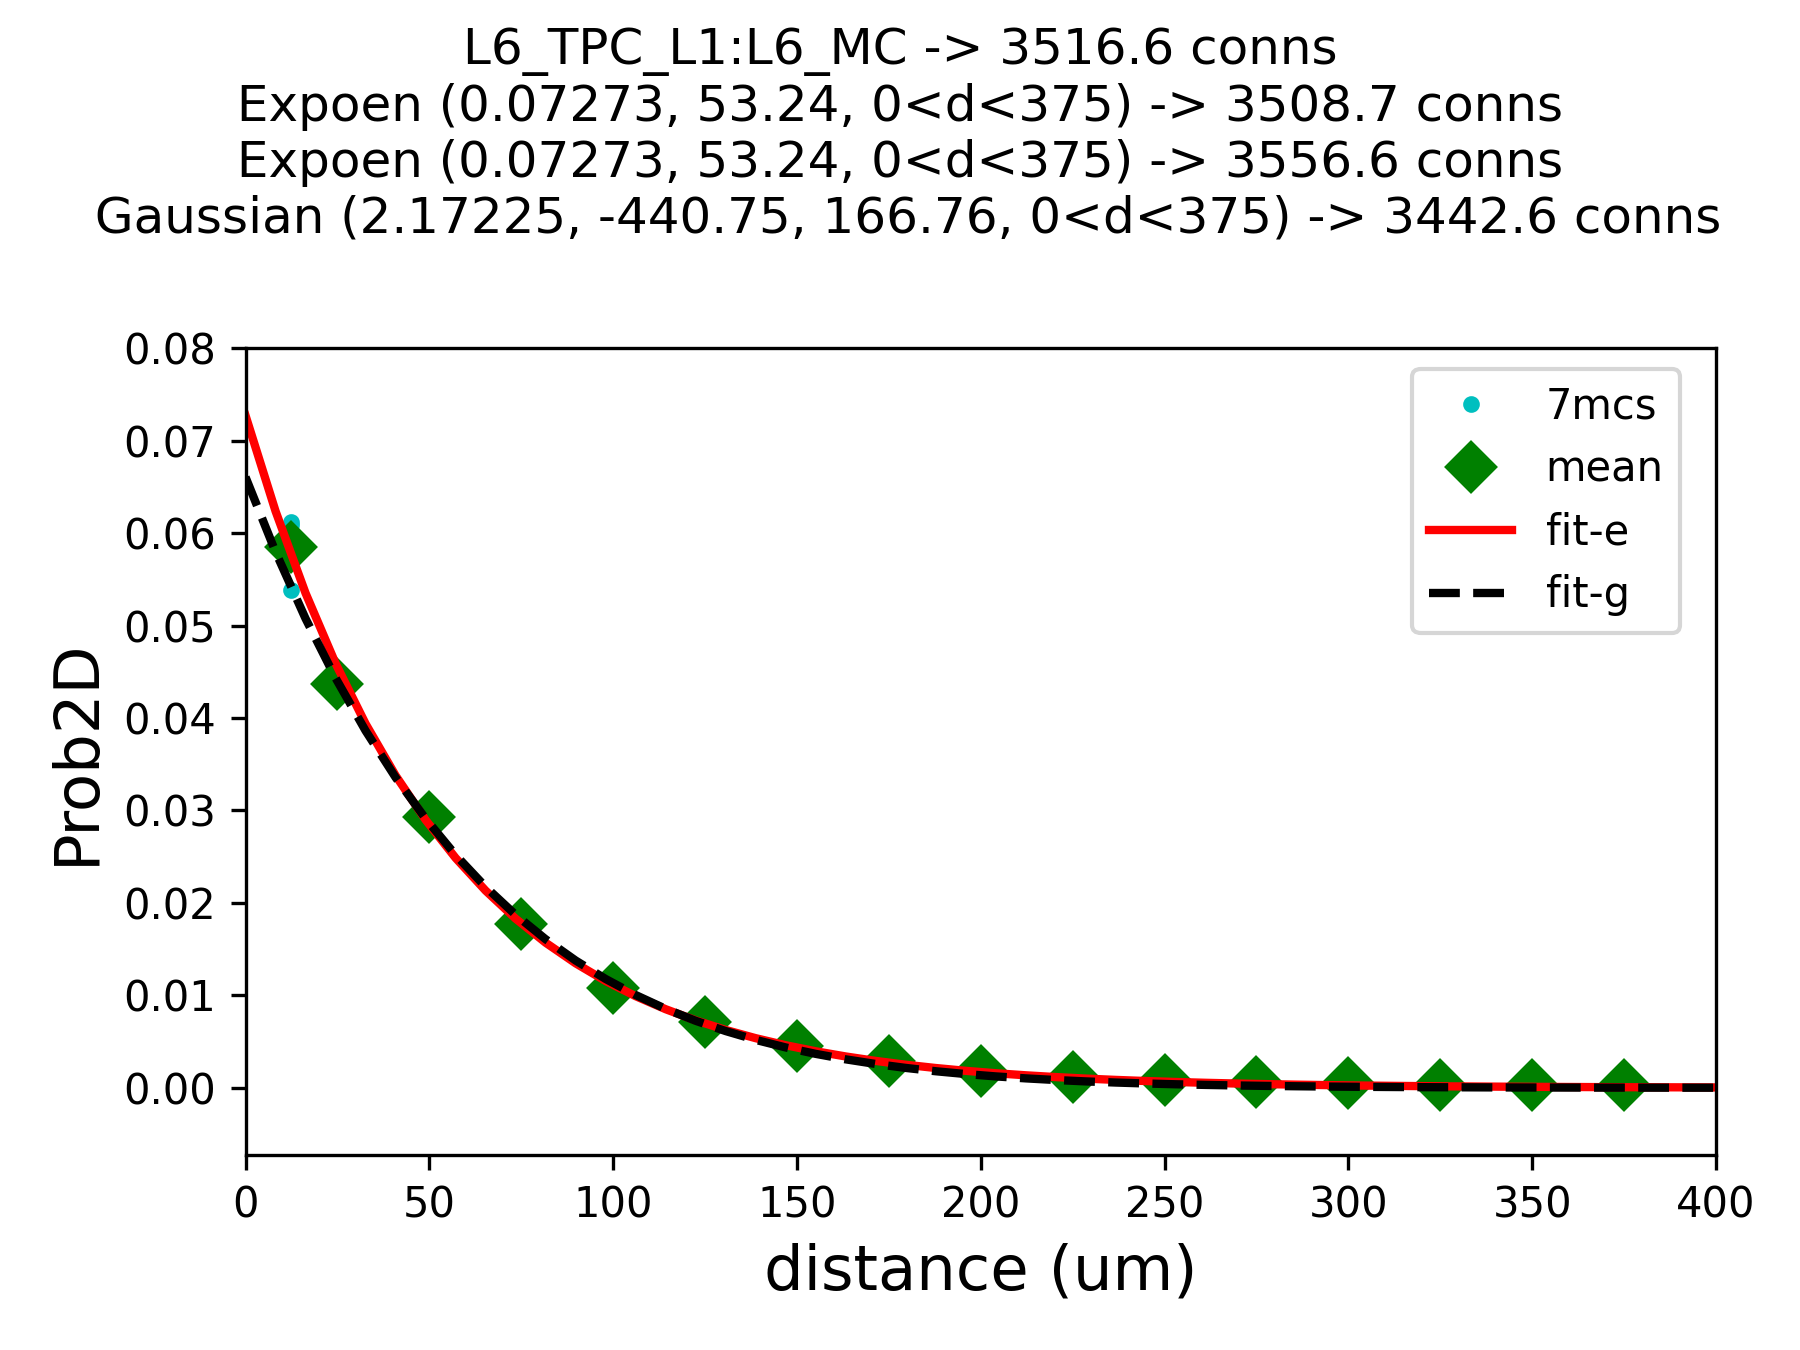 L6_TPC_L1:L6_MC -> 3516.6 conns
Expoen (0.07273, 53.24, 0<d<375) -> 3508.7 conns
Expoen (0.07273, 53.24, 0<d<375) -> 3556.6 conns
Gaussian (2.17225, -440.75, 166.76, 0<d<375) -> 3442.6 conns
0.08
0.07
0.06
0.05
0.04
0.03
0.02
0.01
0.00
Prob2D
7mcs
mean
fit-e
fit-g
0 50 100 150 200 250 300 350 400
distance (um)